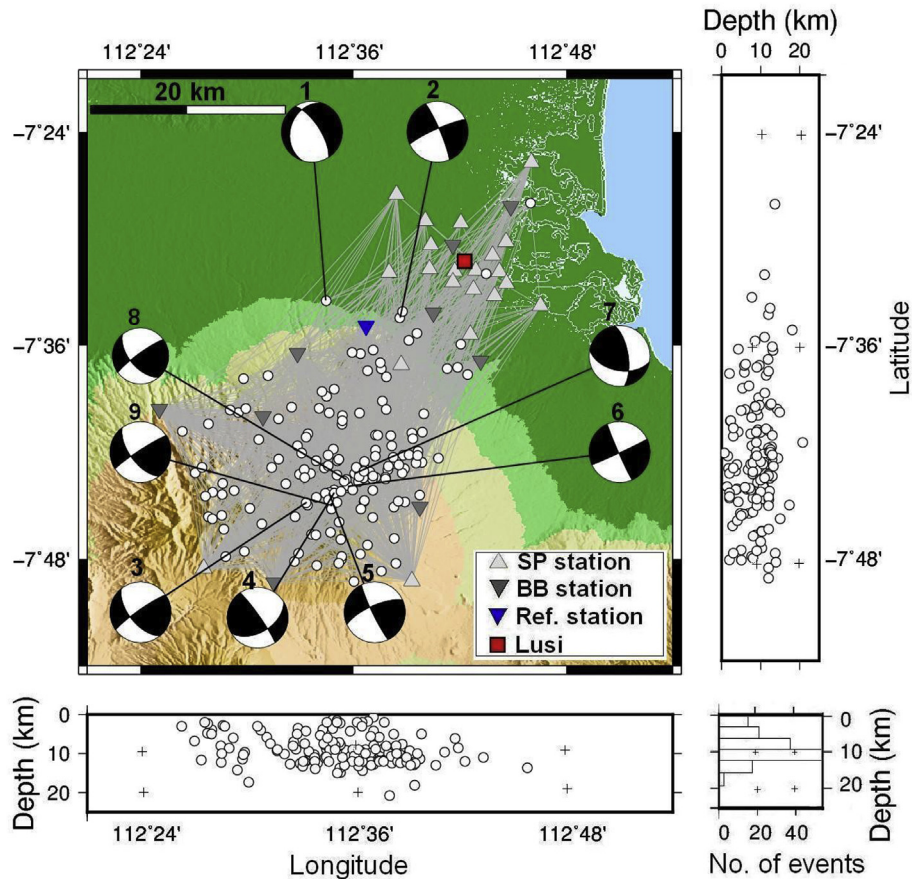 Depth (km)
112°24' 112°36' 112°48' 0 10 20
20 km
1 2
-7°24' -7°24'
8 7
-7°36' -7°36'
Latitude
9 6
-7°48' -7°48'
3 4 5
SP station
BB station
Ref. station
Lusi
Depth (km)
0
10
20
112°24' 112°36' 112°48'
Longitude
0
10
20
Depth (km)
0 20 40
No. of events